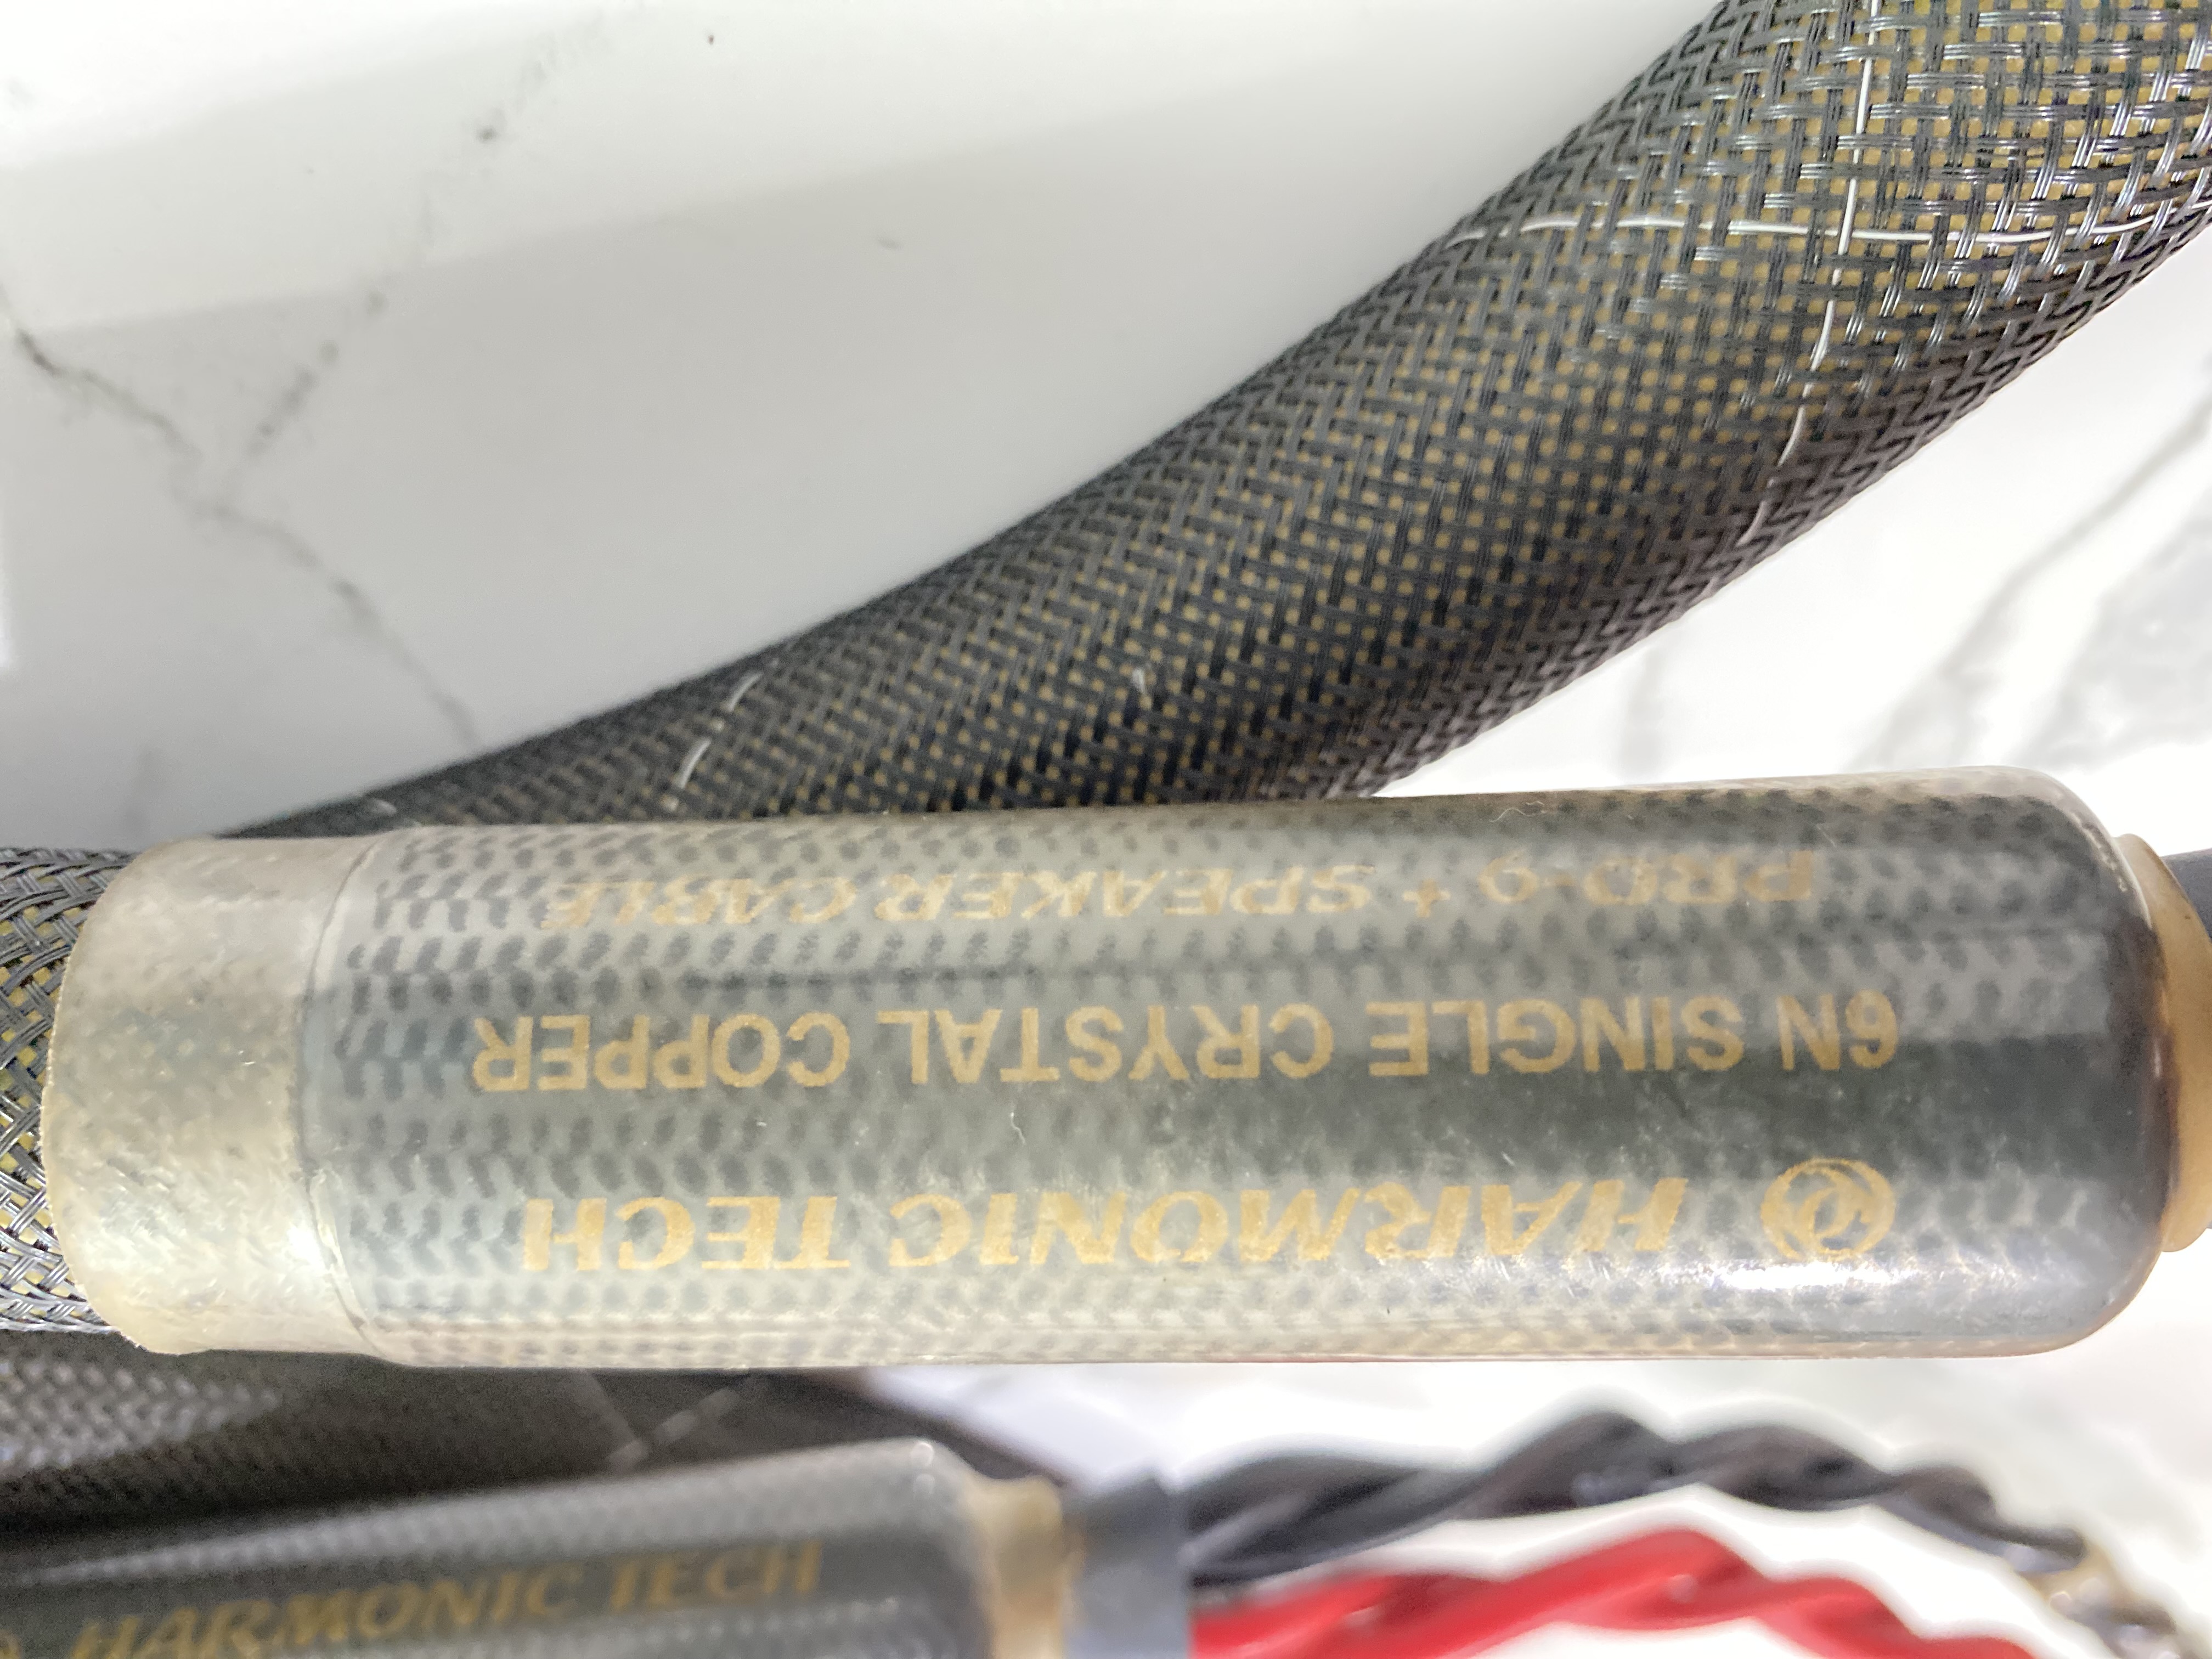 HARMONIC TECH
6N SINGLE CRYSTAL COPPER
PRO-9 + SPEAKER CABLE
HARMONIC TECH